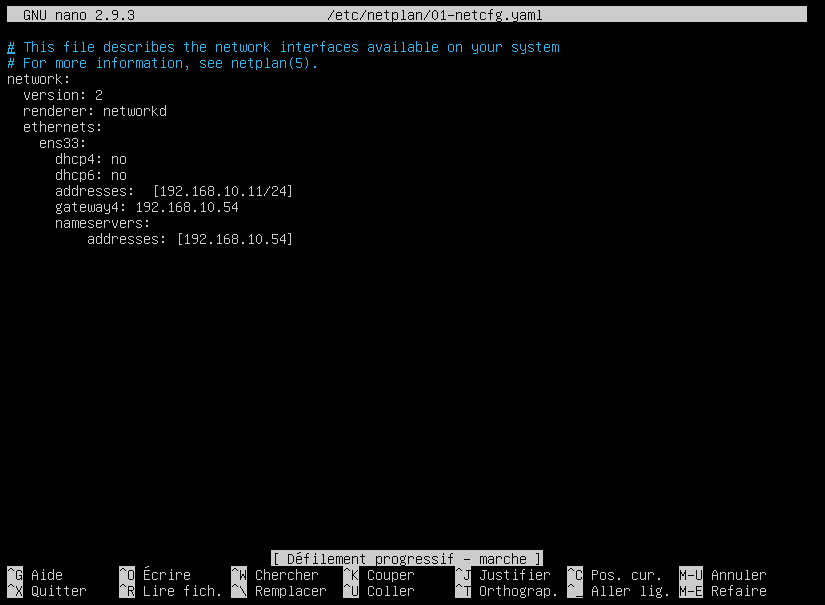 GNU nano 2.9.3 /etc/netplan/01-netcfg.yaml
# This file describes the network interfaces available on your system
# For more information, see netplan(5).
network:
  version: 2
  renderer: networkd
  ethernets:
    ens33:
      dhcp4: no
      dhcp6: no
      addresses:  [192.168.10.11/24]
      gateway4: 192.168.10.54
      nameservers:
          addresses: [192.168.10.54]
[ Défilement progressif - marche ]
^G Aide ^O Écrire ^W Chercher ^K Couper ^J Justifier ^C Pos. cur. M-U Annuler
^X Quitter ^R Lire fich. ^\ Remplacer ^U Coller ^T Orthograp. ^_ Aller lig. M-E Refaire